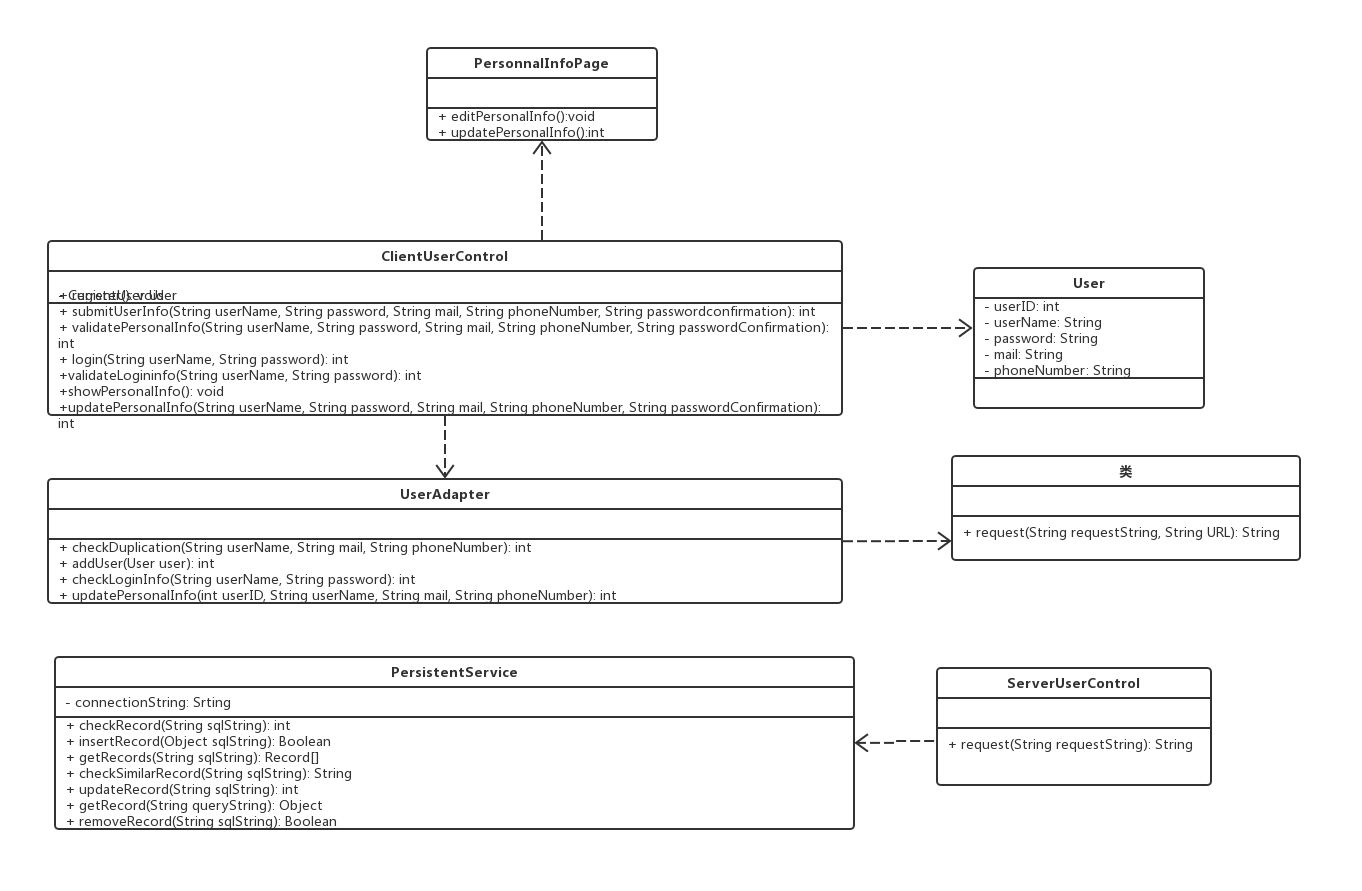 PersonnalInfoPage
+ editPersonalInfo():void
+ updatePersonalInfo():int
ClientUserControl
- CurrentUser: User
+ register(): void
+ submitUserInfo(String userName, String password, String mail, String phoneNumber, String passwordconfirmation): int
+ validatePersonalInfo(String userName, String password, String mail, String phoneNumber, String passwordConfirmation):
int
+ login(String userName, String password): int
+validateLogininfo(String userName, String password): int
+showPersonalInfo(): void
+updatePersonalInfo(String userName, String password, String mail, String phoneNumber, String passwordConfirmation):
int
User
- userID: int
- userName: String
- password: String
- mail: String
- phoneNumber: String
UserAdapter
+ checkDuplication(String userName, String mail, String phoneNumber): int
+ addUser(User user): int
+ checkLoginInfo(String userName, String password): int
+ updatePersonalInfo(int userID, String userName, String mail, String phoneNumber): int
类
+ request(String requestString, String URL): String
PersistentService
- connectionString: Srting
+ checkRecord(String sqlString): int
+ insertRecord(Object sqlString): Boolean
+ getRecords(String sqlString): Record[]
+ checkSimilarRecord(String sqlString): String
+ updateRecord(String sqlString): int
+ getRecord(String queryString): Object
+ removeRecord(String sqlString): Boolean
ServerUserControl
+ request(String requestString): String